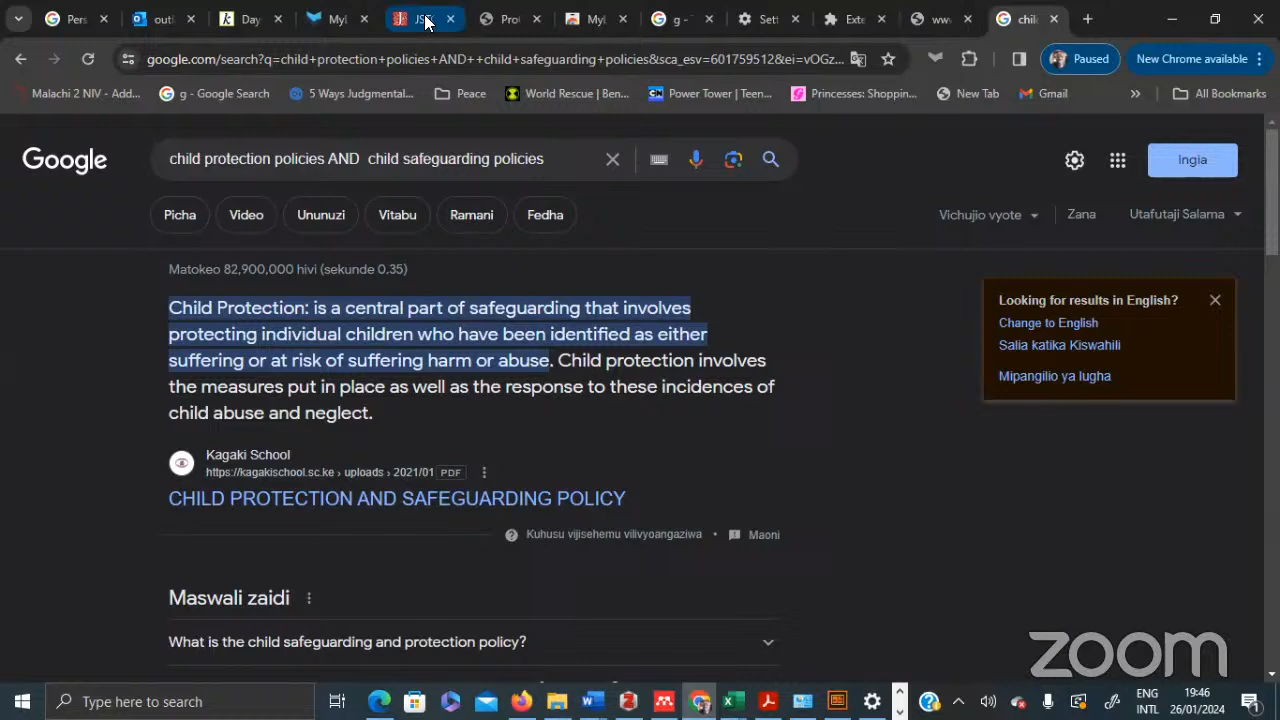 Per
outl
Day
Myl
JST
Prot
Myl
g -
Sett
Exte
www
chil
google.com/search?q=child+protection+policies+AND++child+safeguarding+policies&sca_esv=601759512&ei=vOGz...
Paused
New Chrome available
Malachi 2 NIV - Add...
g - Google Search
5 Ways Judgmental...
Peace
World Rescue | Ben...
Power Tower | Teen...
Princesses: Shoppin...
New Tab
Gmail
All Bookmarks
Google
child protection policies AND  child safeguarding policies
Ingia
Picha
Video
Ununuzi
Vitabu
Ramani
Fedha
Vichujio vyote
Zana
Utafutaji Salama
Matokeo 82,900,000 hivi (sekunde 0.35)
Child Protection: is a central part of safeguarding that involves
protecting individual children who have been identified as either
suffering or at risk of suffering harm or abuse. Child protection involves
the measures put in place as well as the response to these incidences of
child abuse and neglect.
Looking for results in English?
Change to English
Salia katika Kiswahili
Mipangilio ya lugha
Kagaki School
https://kagakischool.sc.ke › uploads › 2021/01 PDF
CHILD PROTECTION AND SAFEGUARDING POLICY
Kuhusu vijisehemu vilivyoangaziwa • Maoni
Maswali zaidi
What is the child safeguarding and protection policy?
zoom
Type here to search
ENG
INTL
19:46
26/01/2024
1